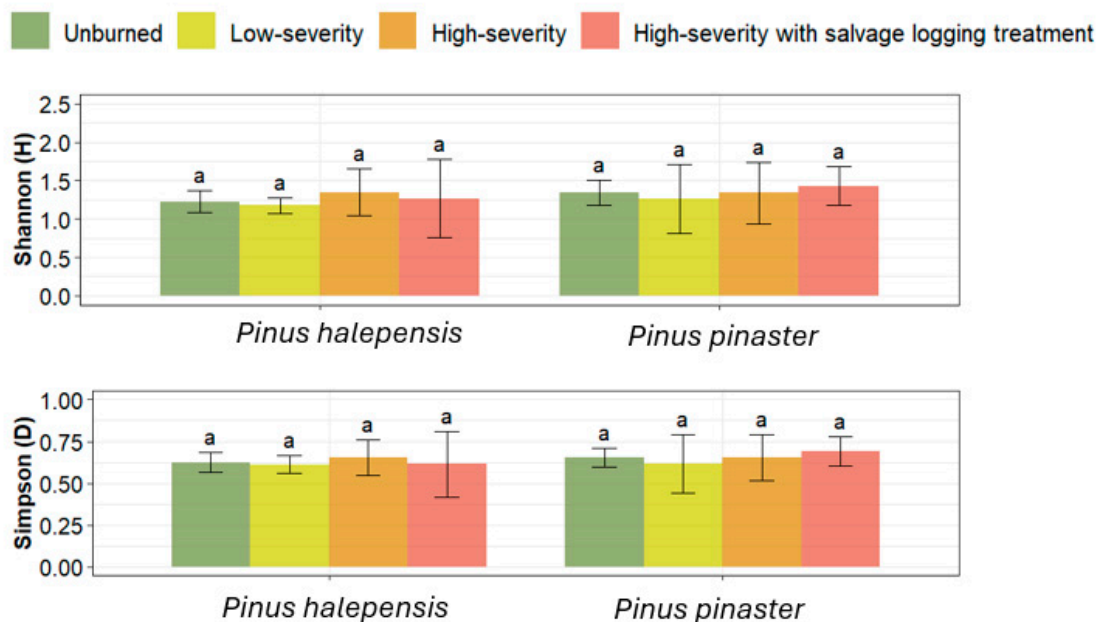 Unburned Low-severity High-severity High-severity with salvage logging treatment
Shannon (H)
2.5
2.0
1.5
1.0
0.5
0.0
a a a a a a a a
Pinus halepensis Pinus pinaster
Simpson (D)
1.00
0.75
0.50
0.25
0.00
a a a a a a a a
Pinus halepensis Pinus pinaster